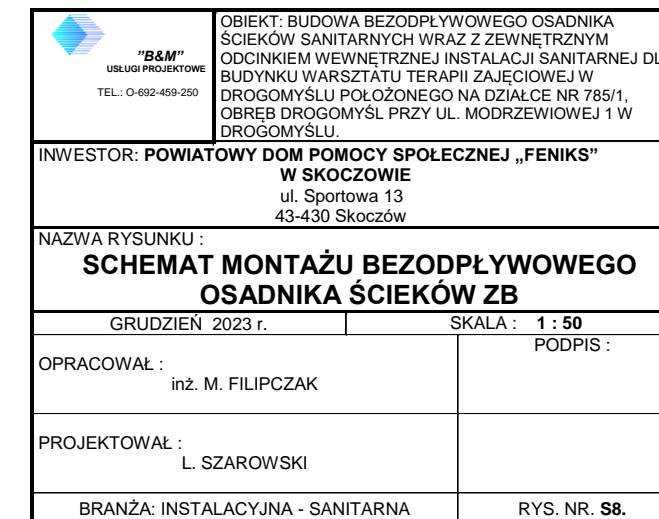 "B&M"
USŁUGI PROJEKTOWE
TEL.: O-692-459-250
OBIEKT: BUDOWA BEZODPŁYWOWEGO OSADNIKA
ŚCIEKÓW SANITARNYCH WRAZ Z ZEWNĘTRZNYM
ODCINKIEM WEWNĘTRZNEJ INSTALACJI SANITARNEJ DL
BUDYNKU WARSZTATU TERAPII ZAJĘCIOWEJ W
DROGOMYŚLU POŁOŻONEGO NA DZIAŁCE NR 785/1,
OBRĘB DROGOMYŚL PRZY UL. MODRZEWIOWEJ 1 W
DROGOMYŚLU.
INWESTOR: POWIATOWY DOM POMOCY SPOŁECZNEJ „FENIKS”
W SKOCZOWIE
ul. Sportowa 13
43-430 Skoczów
NAZWA RYSUNKU :
SCHEMAT MONTAŻU BEZODPŁYWOWEGO
OSADNIKA ŚCIEKÓW ZB
GRUDZIEŃ 2023 r. SKALA : 1 : 50
PODPIS :
OPRACOWAŁ :
inż. M. FILIPCZAK
PROJEKTOWAŁ :
L. SZAROWSKI
BRANŻA: INSTALACYJNA - SANITARNA RYS. NR. S8.